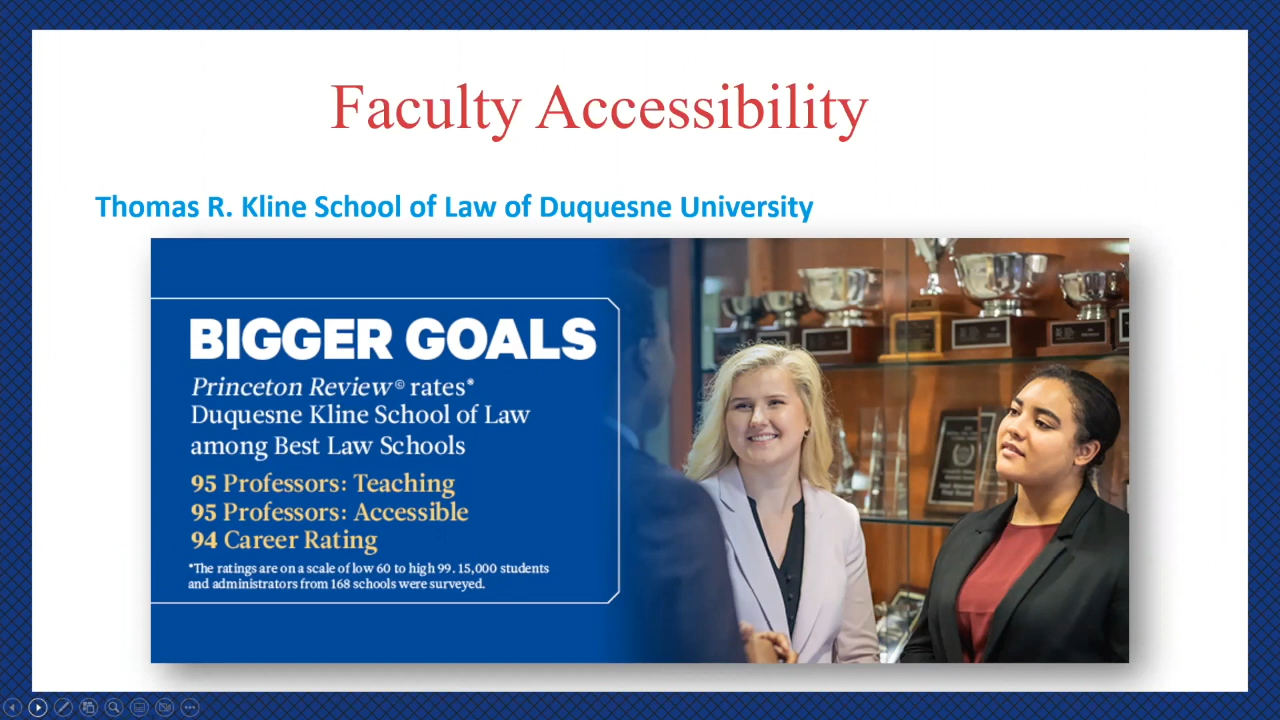 Faculty Accessibility
Thomas R. Kline School of Law of Duquesne University
BIGGER GOALS
Princeton Review© rates*
Duquesne Kline School of Law
among Best Law Schools
95 Professors: Teaching
95 Professors: Accessible
94 Career Rating
*The ratings are on a scale of low 60 to high 99. 15,000 students
and administrators from 168 schools were surveyed.